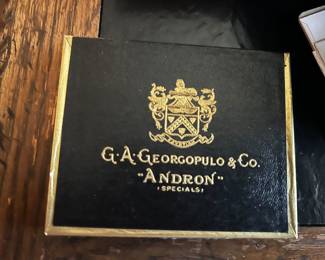 G·A·GEORGOPULO & CO.
"ANDRON"
SPECIALS